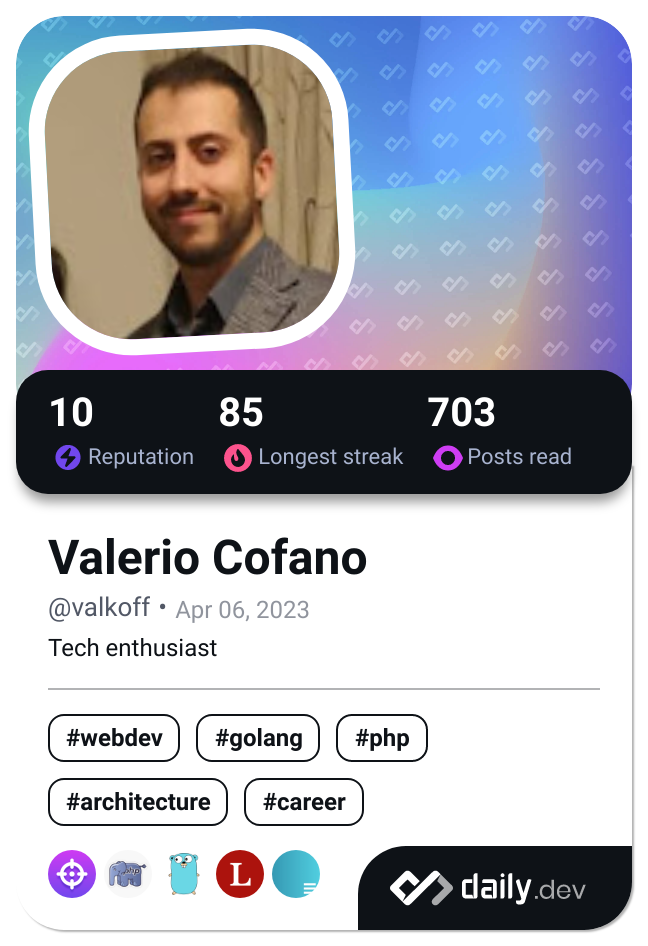 10 85 703
Reputation Longest streak Posts read
Valerio Cofano
@valkoff • Apr 06, 2023
Tech enthusiast
#webdev #golang #php
#architecture #career
php L
daily.dev